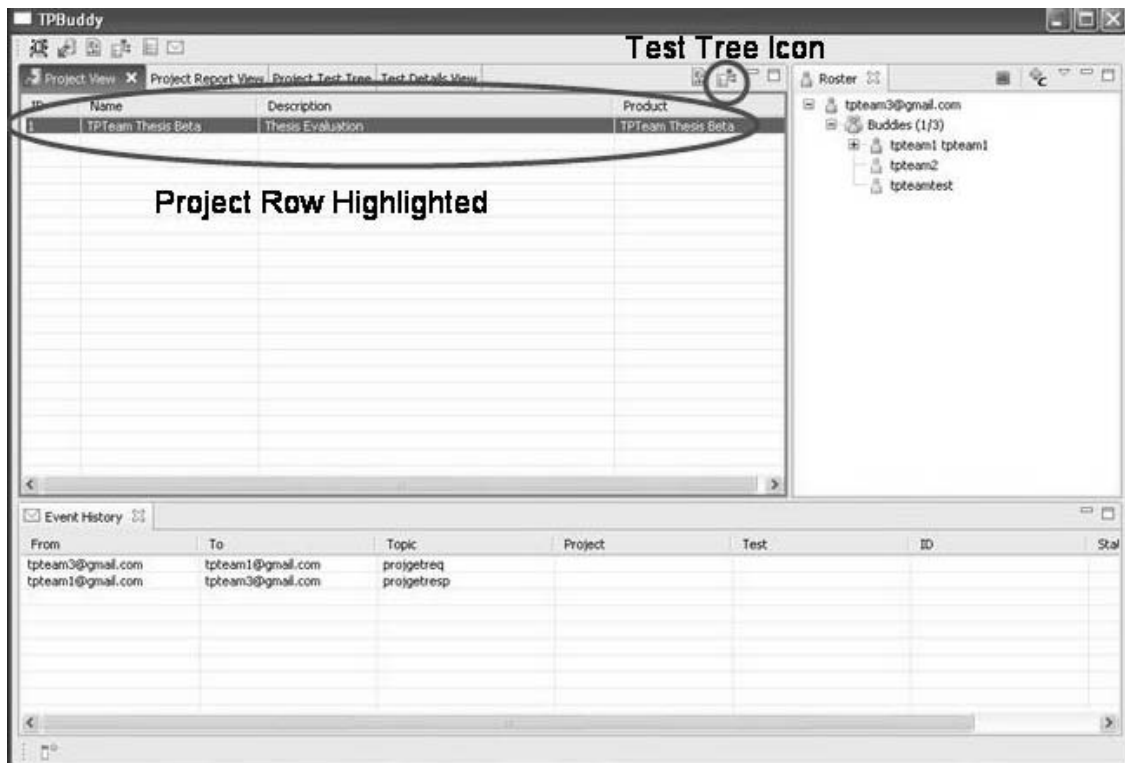 TPBuddy
Test Tree Icon
Project View Project Report View Project Test Tree Test Details View
Roster
ID Name Description Product
1 TPTeam Thesis Beta Thesis Evaluation TPTeam Thesis Beta
tpteam3@gmail.com
Buddies (1/3)
tpteam1 tpteam1
tpteam2
tpteamtest
Project Row Highlighted
Event History
From To Topic Project Test ID Stat
tpteam3@gmail.com tpteam1@gmail.com projgetreq
tpteam1@gmail.com tpteam3@gmail.com projgetresp